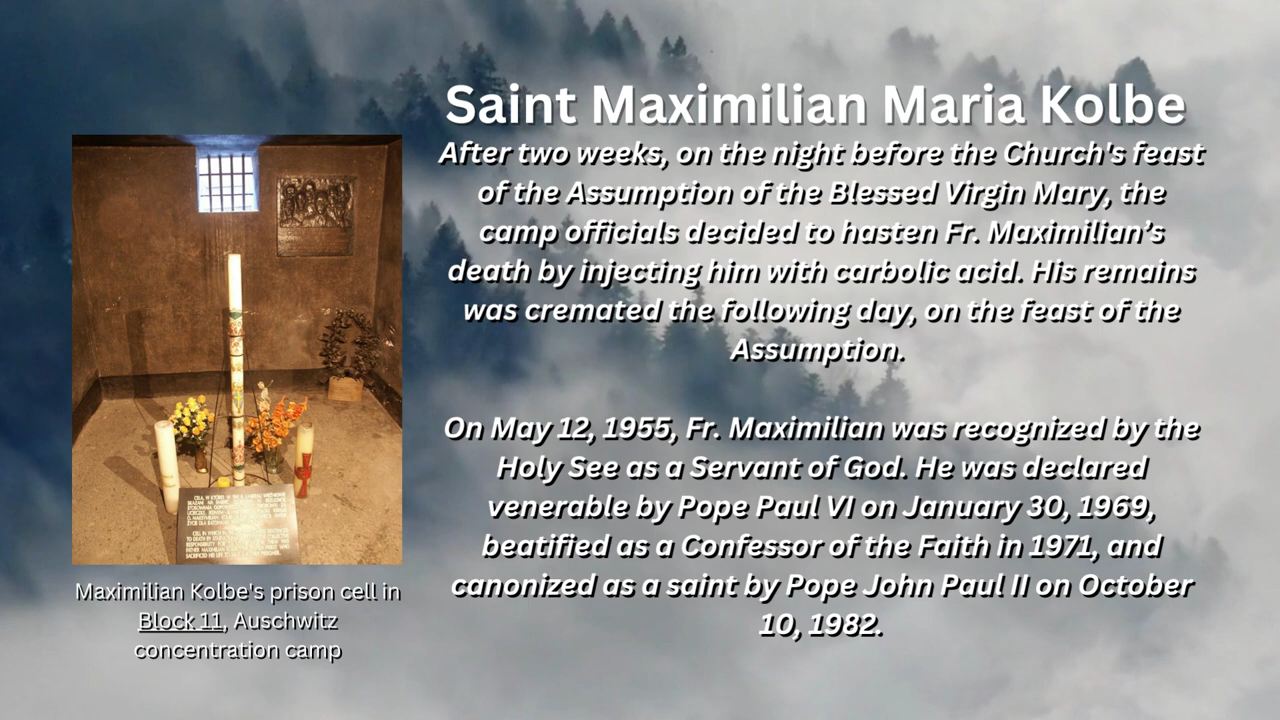 Saint Maximilian Maria Kolbe
After two weeks, on the night before the Church's feast
of the Assumption of the Blessed Virgin Mary, the
camp officials decided to hasten Fr. Maximilian’s
death by injecting him with carbolic acid. His remains
was cremated the following day, on the feast of the
Assumption.
On May 12, 1955, Fr. Maximilian was recognized by the
Holy See as a Servant of God. He was declared
venerable by Pope Paul VI on January 30, 1969,
beatified as a Confessor of the Faith in 1971, and
canonized as a saint by Pope John Paul II on October
10, 1982.
Maximilian Kolbe's prison cell in
Block 11, Auschwitz
concentration camp